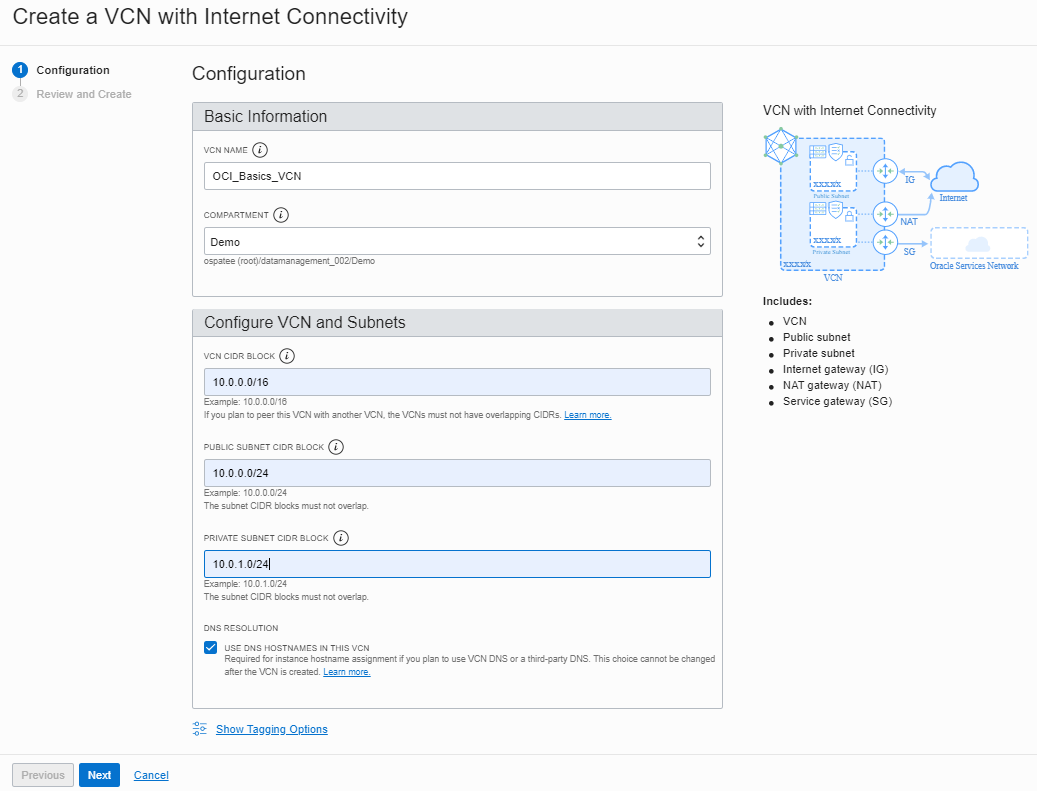 Create a VCN with Internet Connectivity
1 Configuration
2 Review and Create
Configuration
Basic Information
VCN NAME i
OCI_Basics_VCN
COMPARTMENT i
Demo
ospatee (root)/datamanagement_002/Demo
Configure VCN and Subnets
VCN CIDR BLOCK i
10.0.0.0/16
Example: 10.0.0.0/16
If you plan to peer this VCN with another VCN, the VCNs must not have overlapping CIDRs. Learn more.
PUBLIC SUBNET CIDR BLOCK i
10.0.0.0/24
Example: 10.0.0.0/24
The subnet CIDR blocks must not overlap.
PRIVATE SUBNET CIDR BLOCK i
10.0.1.0/24
Example: 10.0.1.0/24
The subnet CIDR blocks must not overlap.
DNS RESOLUTION
USE DNS HOSTNAMES IN THIS VCN
Required for instance hostname assignment if you plan to use VCN DNS or a third-party DNS. This choice cannot be changed
after the VCN is created. Learn more.
Show Tagging Options
VCN with Internet Connectivity
xxxxx
Public Subnet
IG
Internet
xxxxx
Private Subnet
NAT
SG
Oracle Services Network
xxxxx
VCN
Includes:
VCN
Public subnet
Private subnet
Internet gateway (IG)
NAT gateway (NAT)
Service gateway (SG)
Previous
Next
Cancel